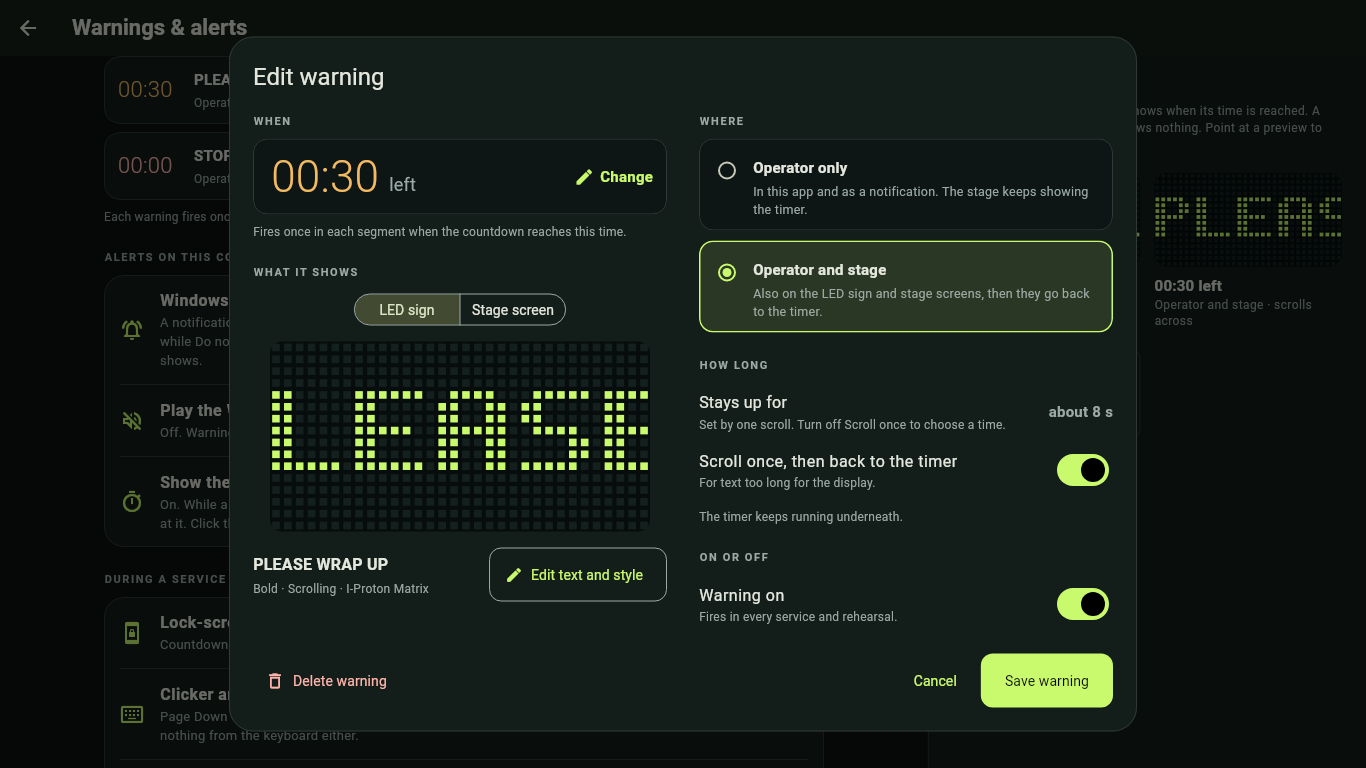 Warnings & alerts
00:30
PLEA
Operat
00:00
STOP
Operat
Each warning fires onc
ALERTS ON THIS CO
Windows
A notificatio
while Do no
shows.
Play the
Off. Warnin
Show the
On. While a
at it. Click t
DURING A SERVICE
Lock-scre
Countdown
Clicker an
Page Down
nothing from the keyboard either.
Edit warning
WHEN
00:30 left
Change
Fires once in each segment when the countdown reaches this time.
WHAT IT SHOWS
LED sign
Stage screen
LEASE
PLEASE WRAP UP
Bold · Scrolling · I-Proton Matrix
Edit text and style
WHERE
Operator only
In this app and as a notification. The stage keeps showing
the timer.
Operator and stage
Also on the LED sign and stage screens, then they go back
to the timer.
HOW LONG
Stays up for
Set by one scroll. Turn off Scroll once to choose a time.
about 8 s
Scroll once, then back to the timer
For text too long for the display.
The timer keeps running underneath.
ON OR OFF
Warning on
Fires in every service and rehearsal.
Delete warning
Cancel
Save warning
hows when its time is reached. A
ws nothing. Point at a preview to
PLEAS
00:30 left
Operator and stage · scrolls
across